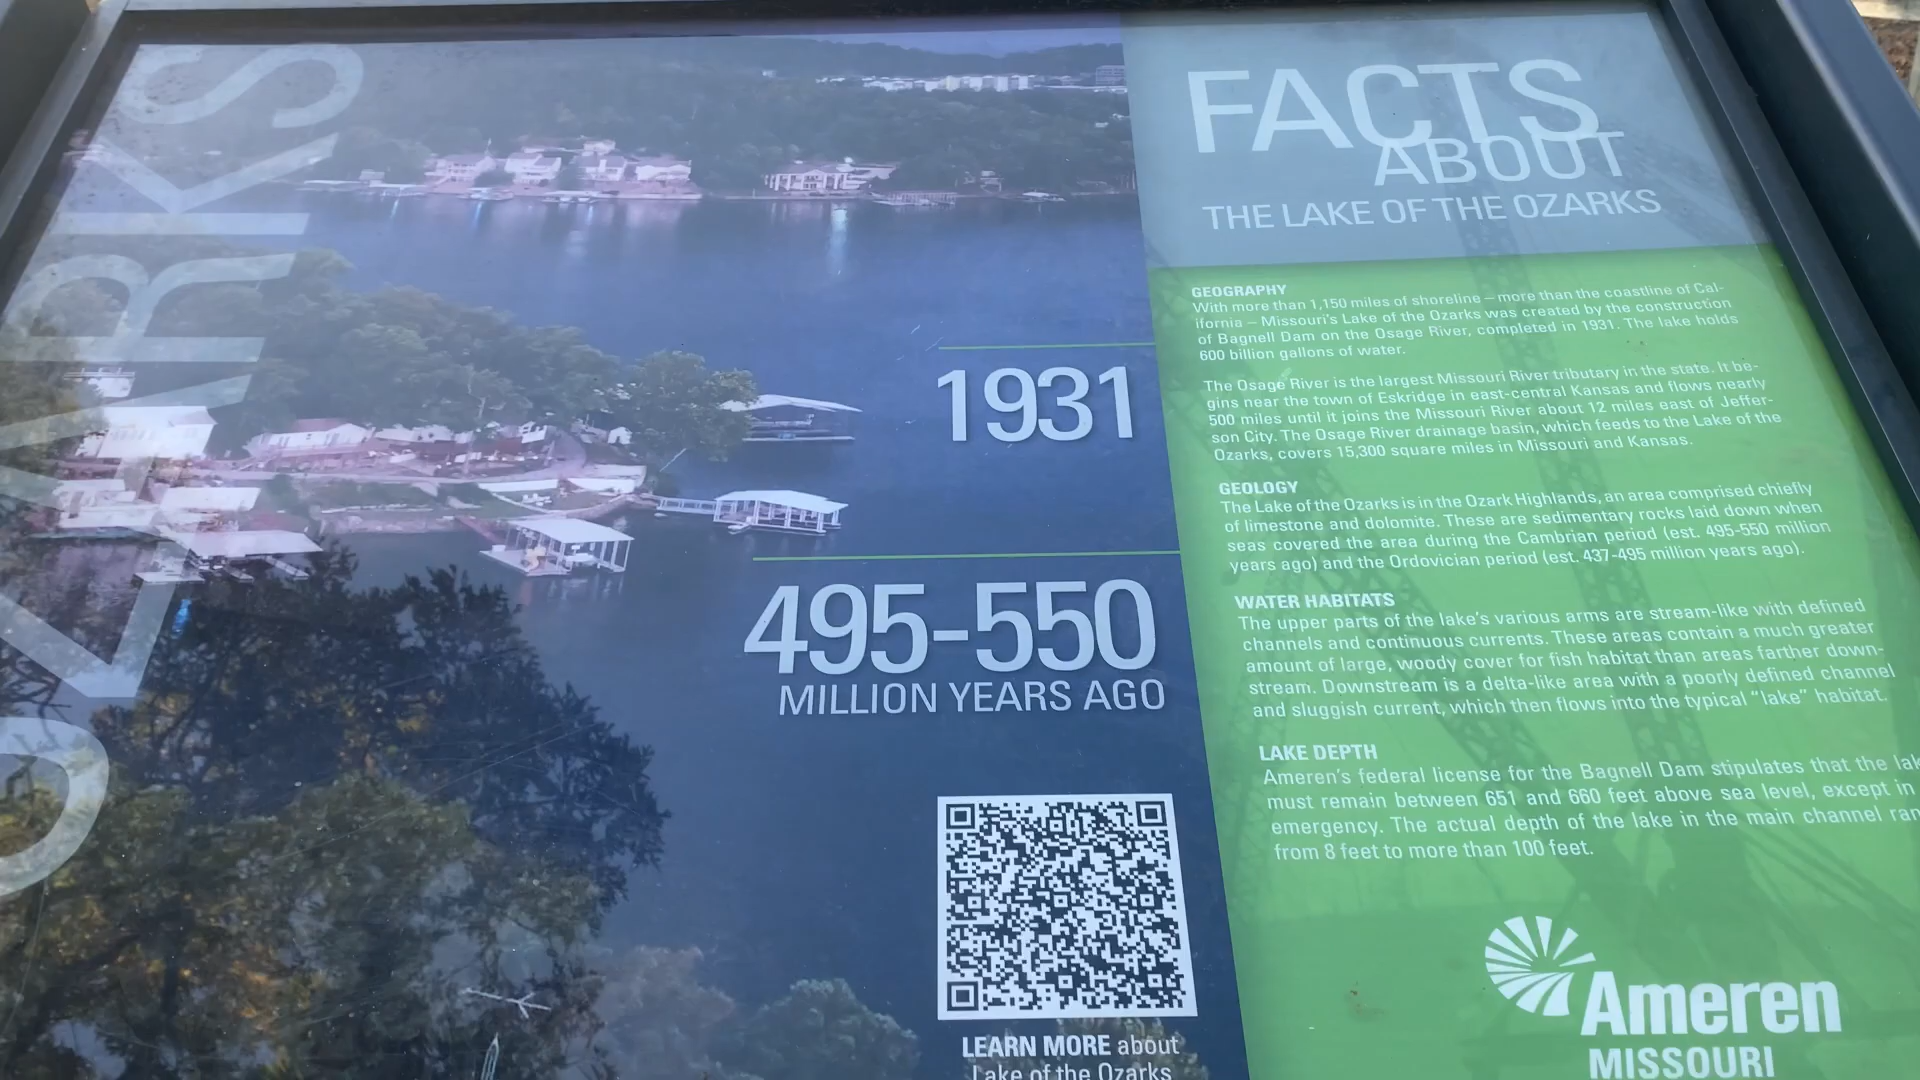 OZARKS
FACTS
ABOUT
THE LAKE OF THE OZARKS
GEOGRAPHY
With more than 1,150 miles of shoreline – more than the coastline of Cal-
ifornia – Missouri's Lake of the Ozarks was created by the construction
of Bagnell Dam on the Osage River, completed in 1931. The lake holds
600 billion gallons of water.
The Osage River is the largest Missouri River tributary in the state. It be-
gins near the town of Eskridge in east-central Kansas and flows nearly
500 miles until it joins the Missouri River about 12 miles east of Jeffer-
son City. The Osage River drainage basin, which feeds to the Lake of the
Ozarks, covers 15,300 square miles in Missouri and Kansas.
GEOLOGY
The Lake of the Ozarks is in the Ozark Highlands, an area comprised chiefly
of limestone and dolomite. These are sedimentary rocks laid down when
seas covered the area during the Cambrian period (est. 495-550 million
years ago) and the Ordovician period (est. 437-495 million years ago).
WATER HABITATS
The upper parts of the lake's various arms are stream-like with defined
channels and continuous currents. These areas contain a much greater
amount of large, woody cover for fish habitat than areas farther down-
stream. Downstream is a delta-like area with a poorly defined channel
and sluggish current, which then flows into the typical "lake" habitat.
LAKE DEPTH
Ameren's federal license for the Bagnell Dam stipulates that the lak
must remain between 651 and 660 feet above sea level, except in
emergency. The actual depth of the lake in the main channel ran
from 8 feet to more than 100 feet.
1931
495-550
MILLION YEARS AGO
LEARN MORE about
Lake of the Ozarks
Ameren
MISSOURI